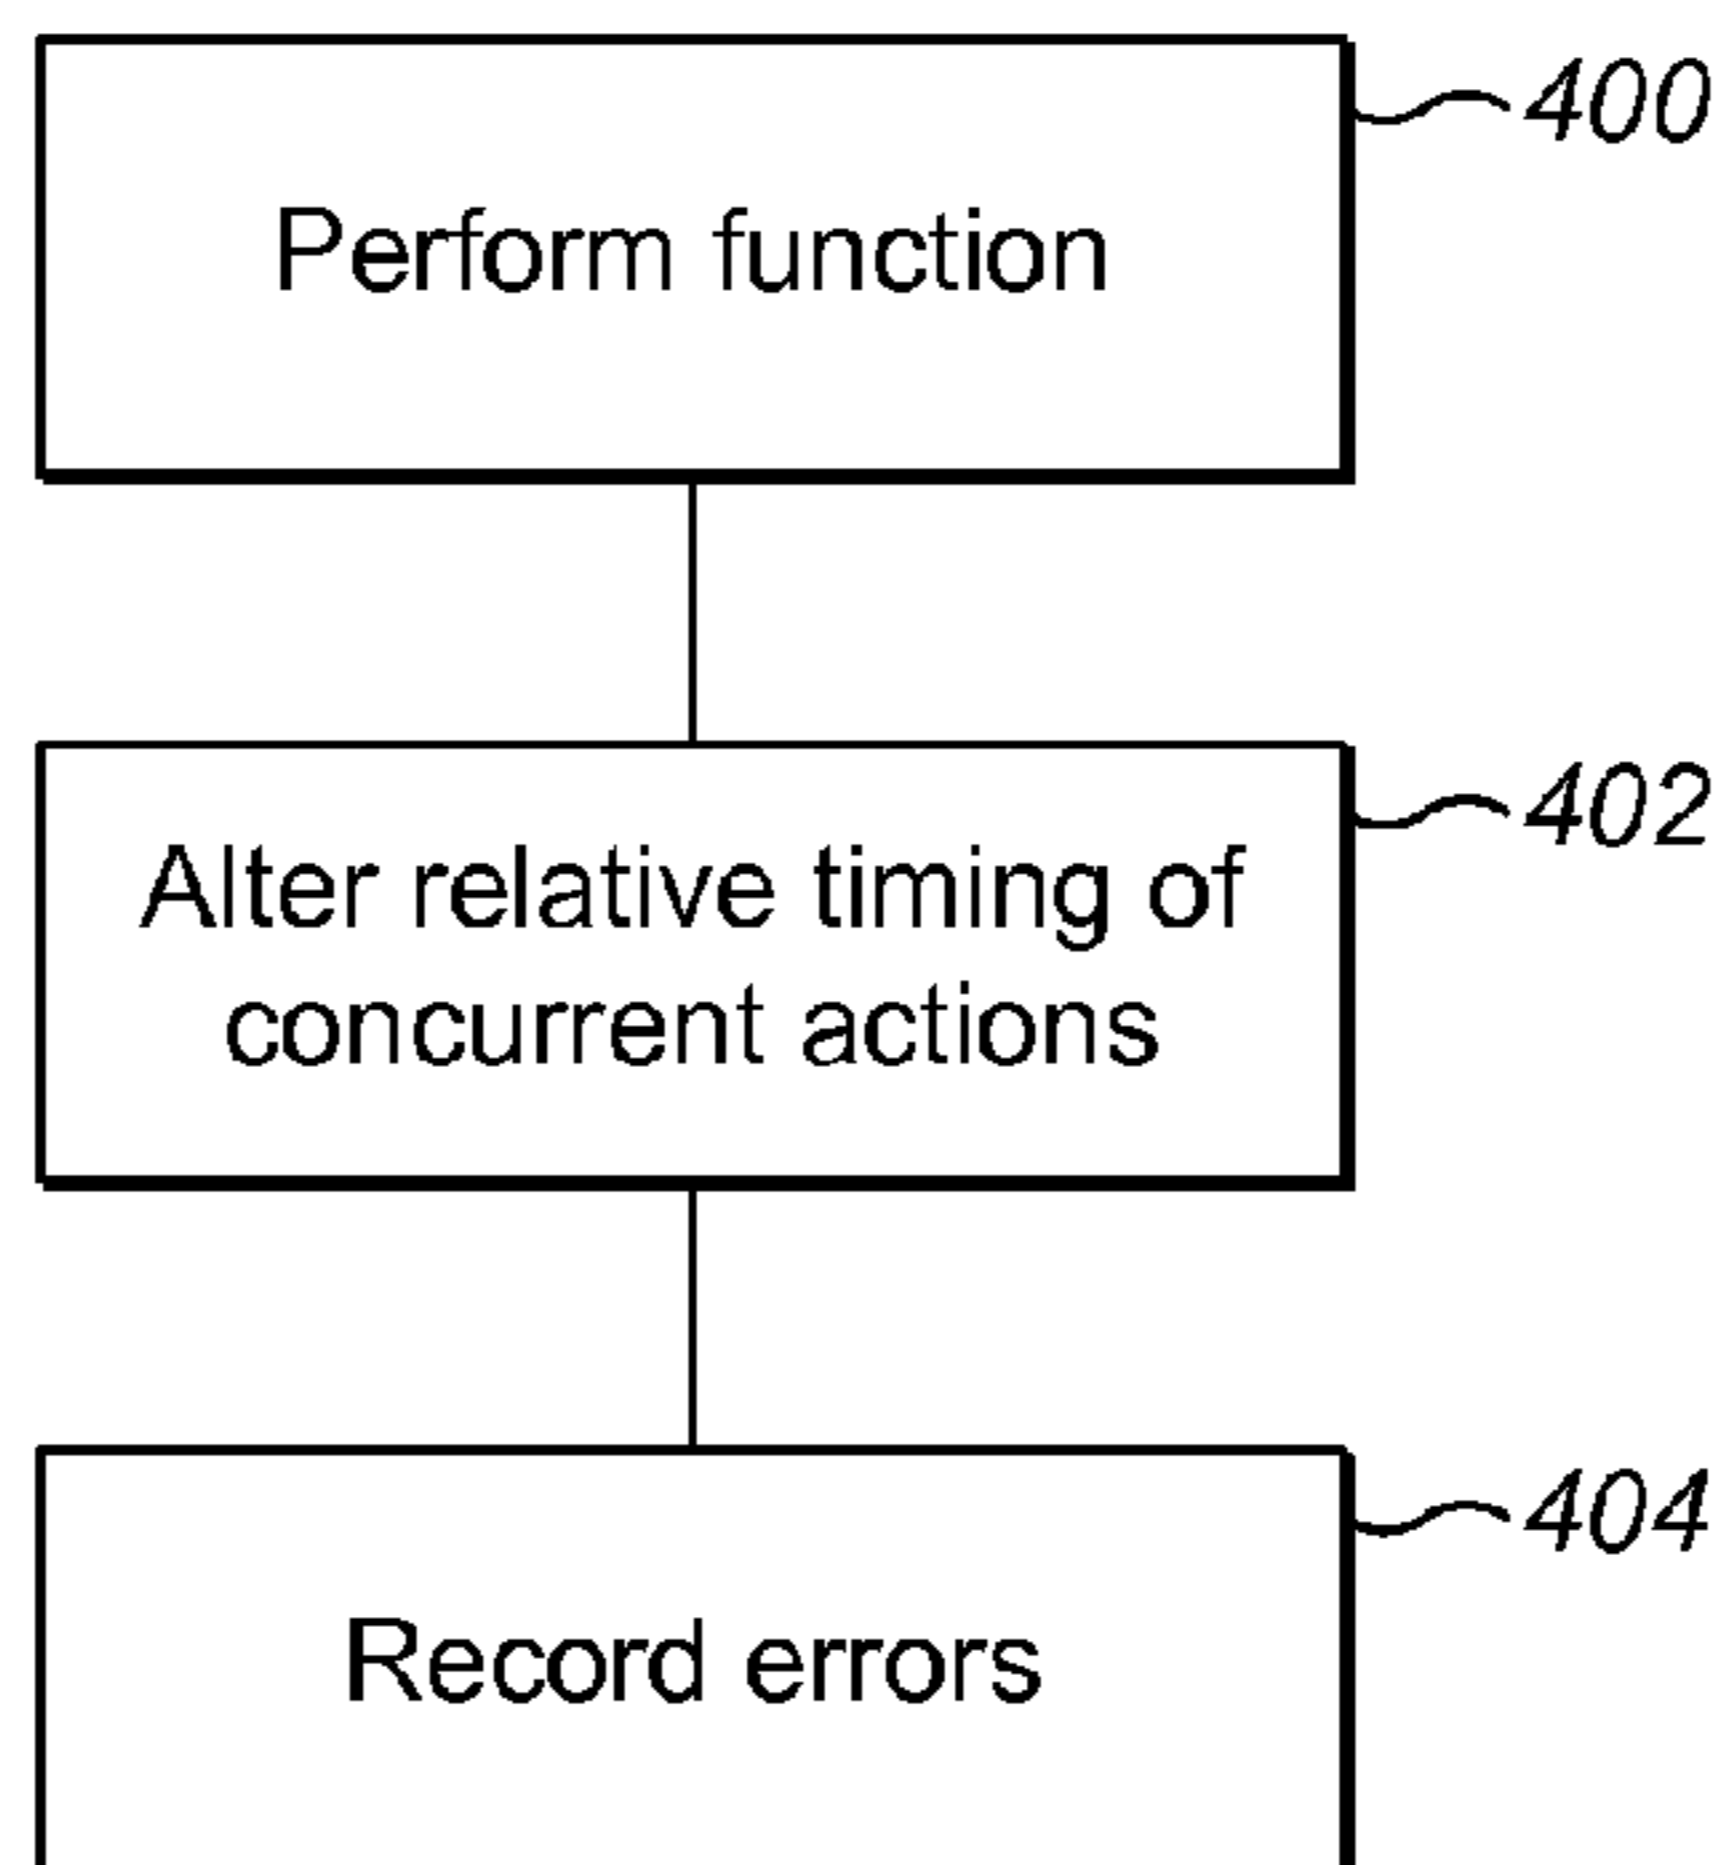 400
Perform function
402
Alter relative timing of
concurrent actions
404
Record errors